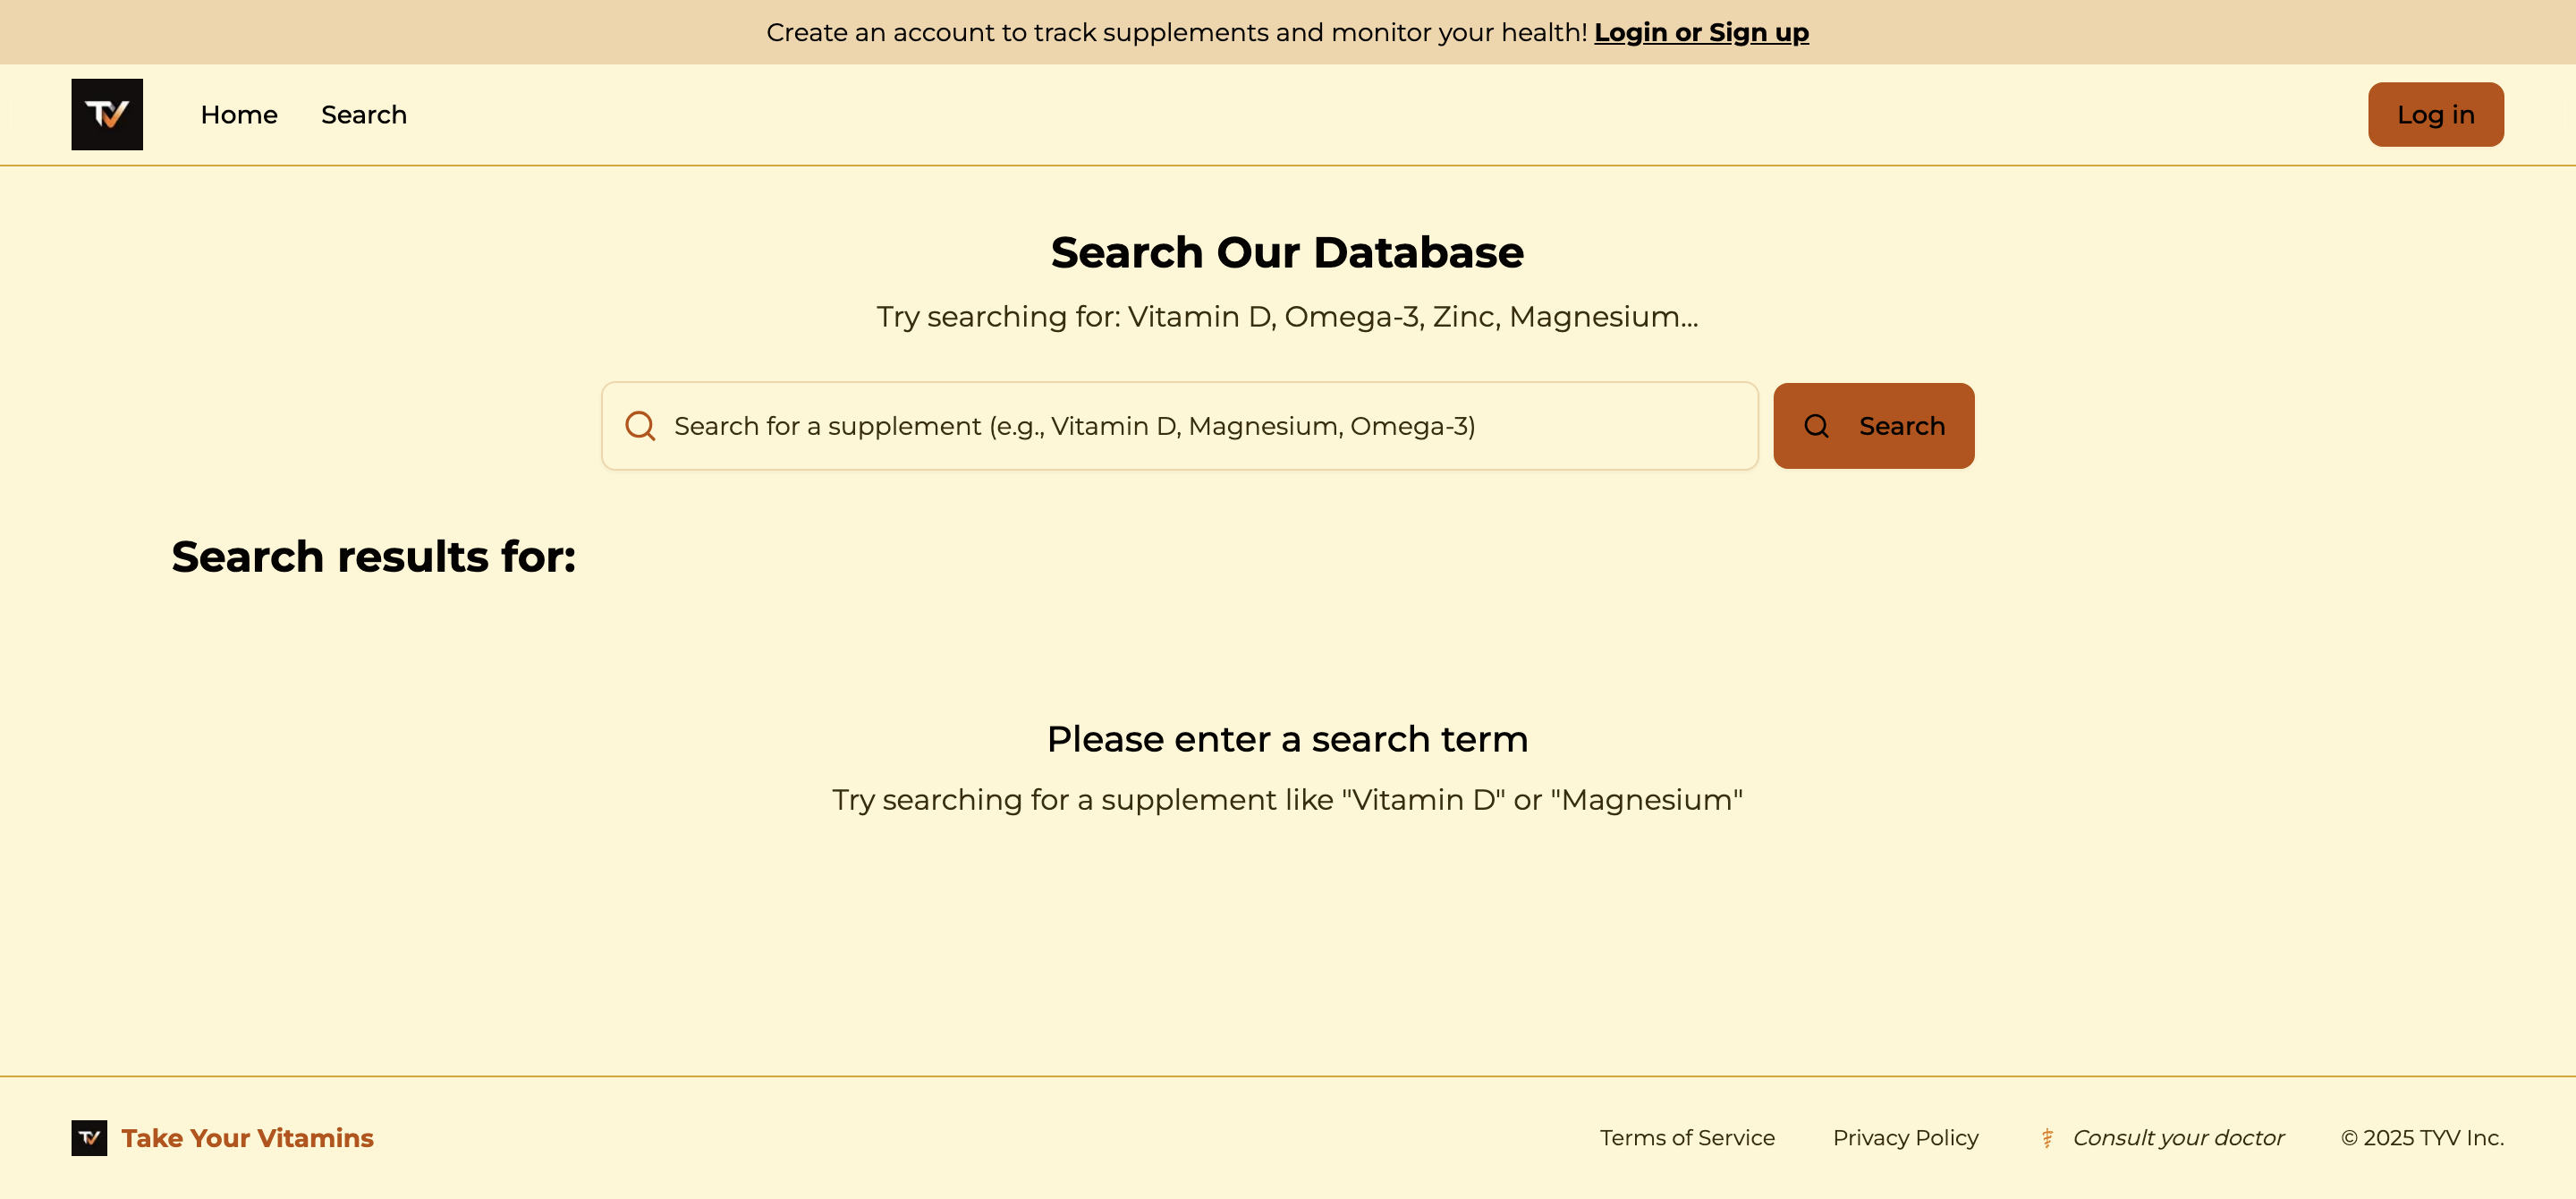 Create an account to track supplements and monitor your health! Login or Sign up
TV
Home
Search
Log in
Search Our Database
Try searching for: Vitamin D, Omega-3, Zinc, Magnesium...
Search for a supplement (e.g., Vitamin D, Magnesium, Omega-3)
Search
Search results for:
Please enter a search term
Try searching for a supplement like "Vitamin D" or "Magnesium"
TV
Take Your Vitamins
Terms of Service
Privacy Policy
Consult your doctor
© 2025 TYV Inc.